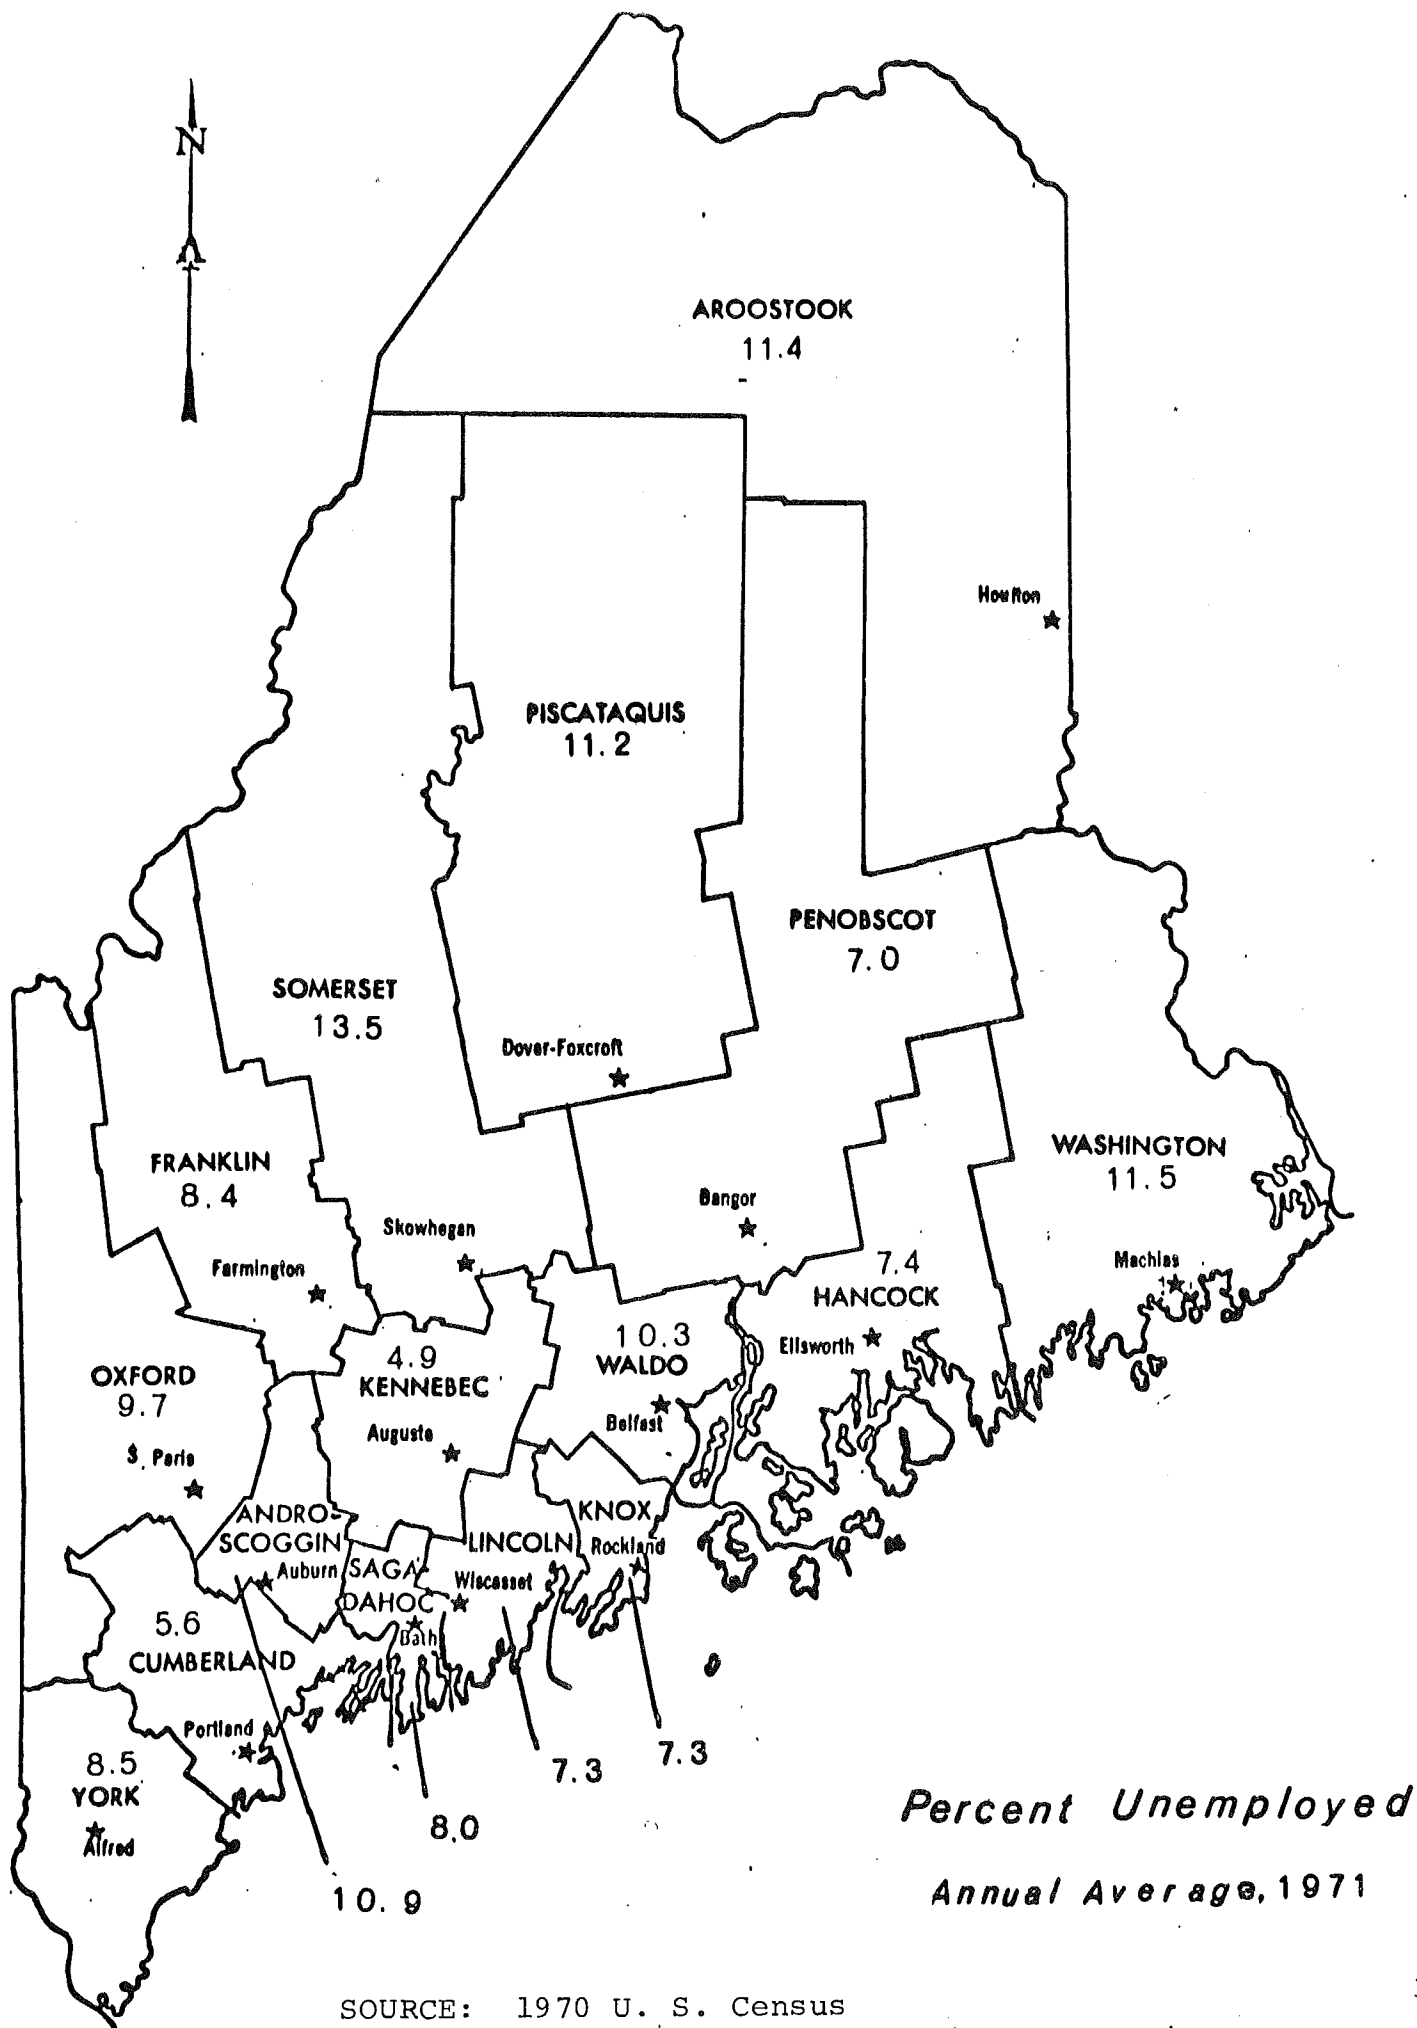 N
A
AROOSTOOK
11.4
Houlton
PISCATAQUIS
11.2
PENOBSCOT
7.0
SOMERSET
13.5
Dover-Foxcroft
WASHINGTON
11.5
FRANKLIN
8.4
Bangor
Skowhegan
Farmington
7.4
HANCOCK
Machias
Ellsworth
10.3
WALDO
Belfast
4.9
KENNEBEC
Augusta
OXFORD
9.7
S. Paris
ANDRO-
SCOGGIN
Auburn
KNOX
Rockland
LINCOLN
Wiscasset
SAGA-
DAHOC
Bath
5.6
CUMBERLAND
Portland
8.5
YORK
Alfred
7.3
7.3
8.0
10.9
Percent Unemployed
Annual Average, 1971
SOURCE: 1970 U. S. Census